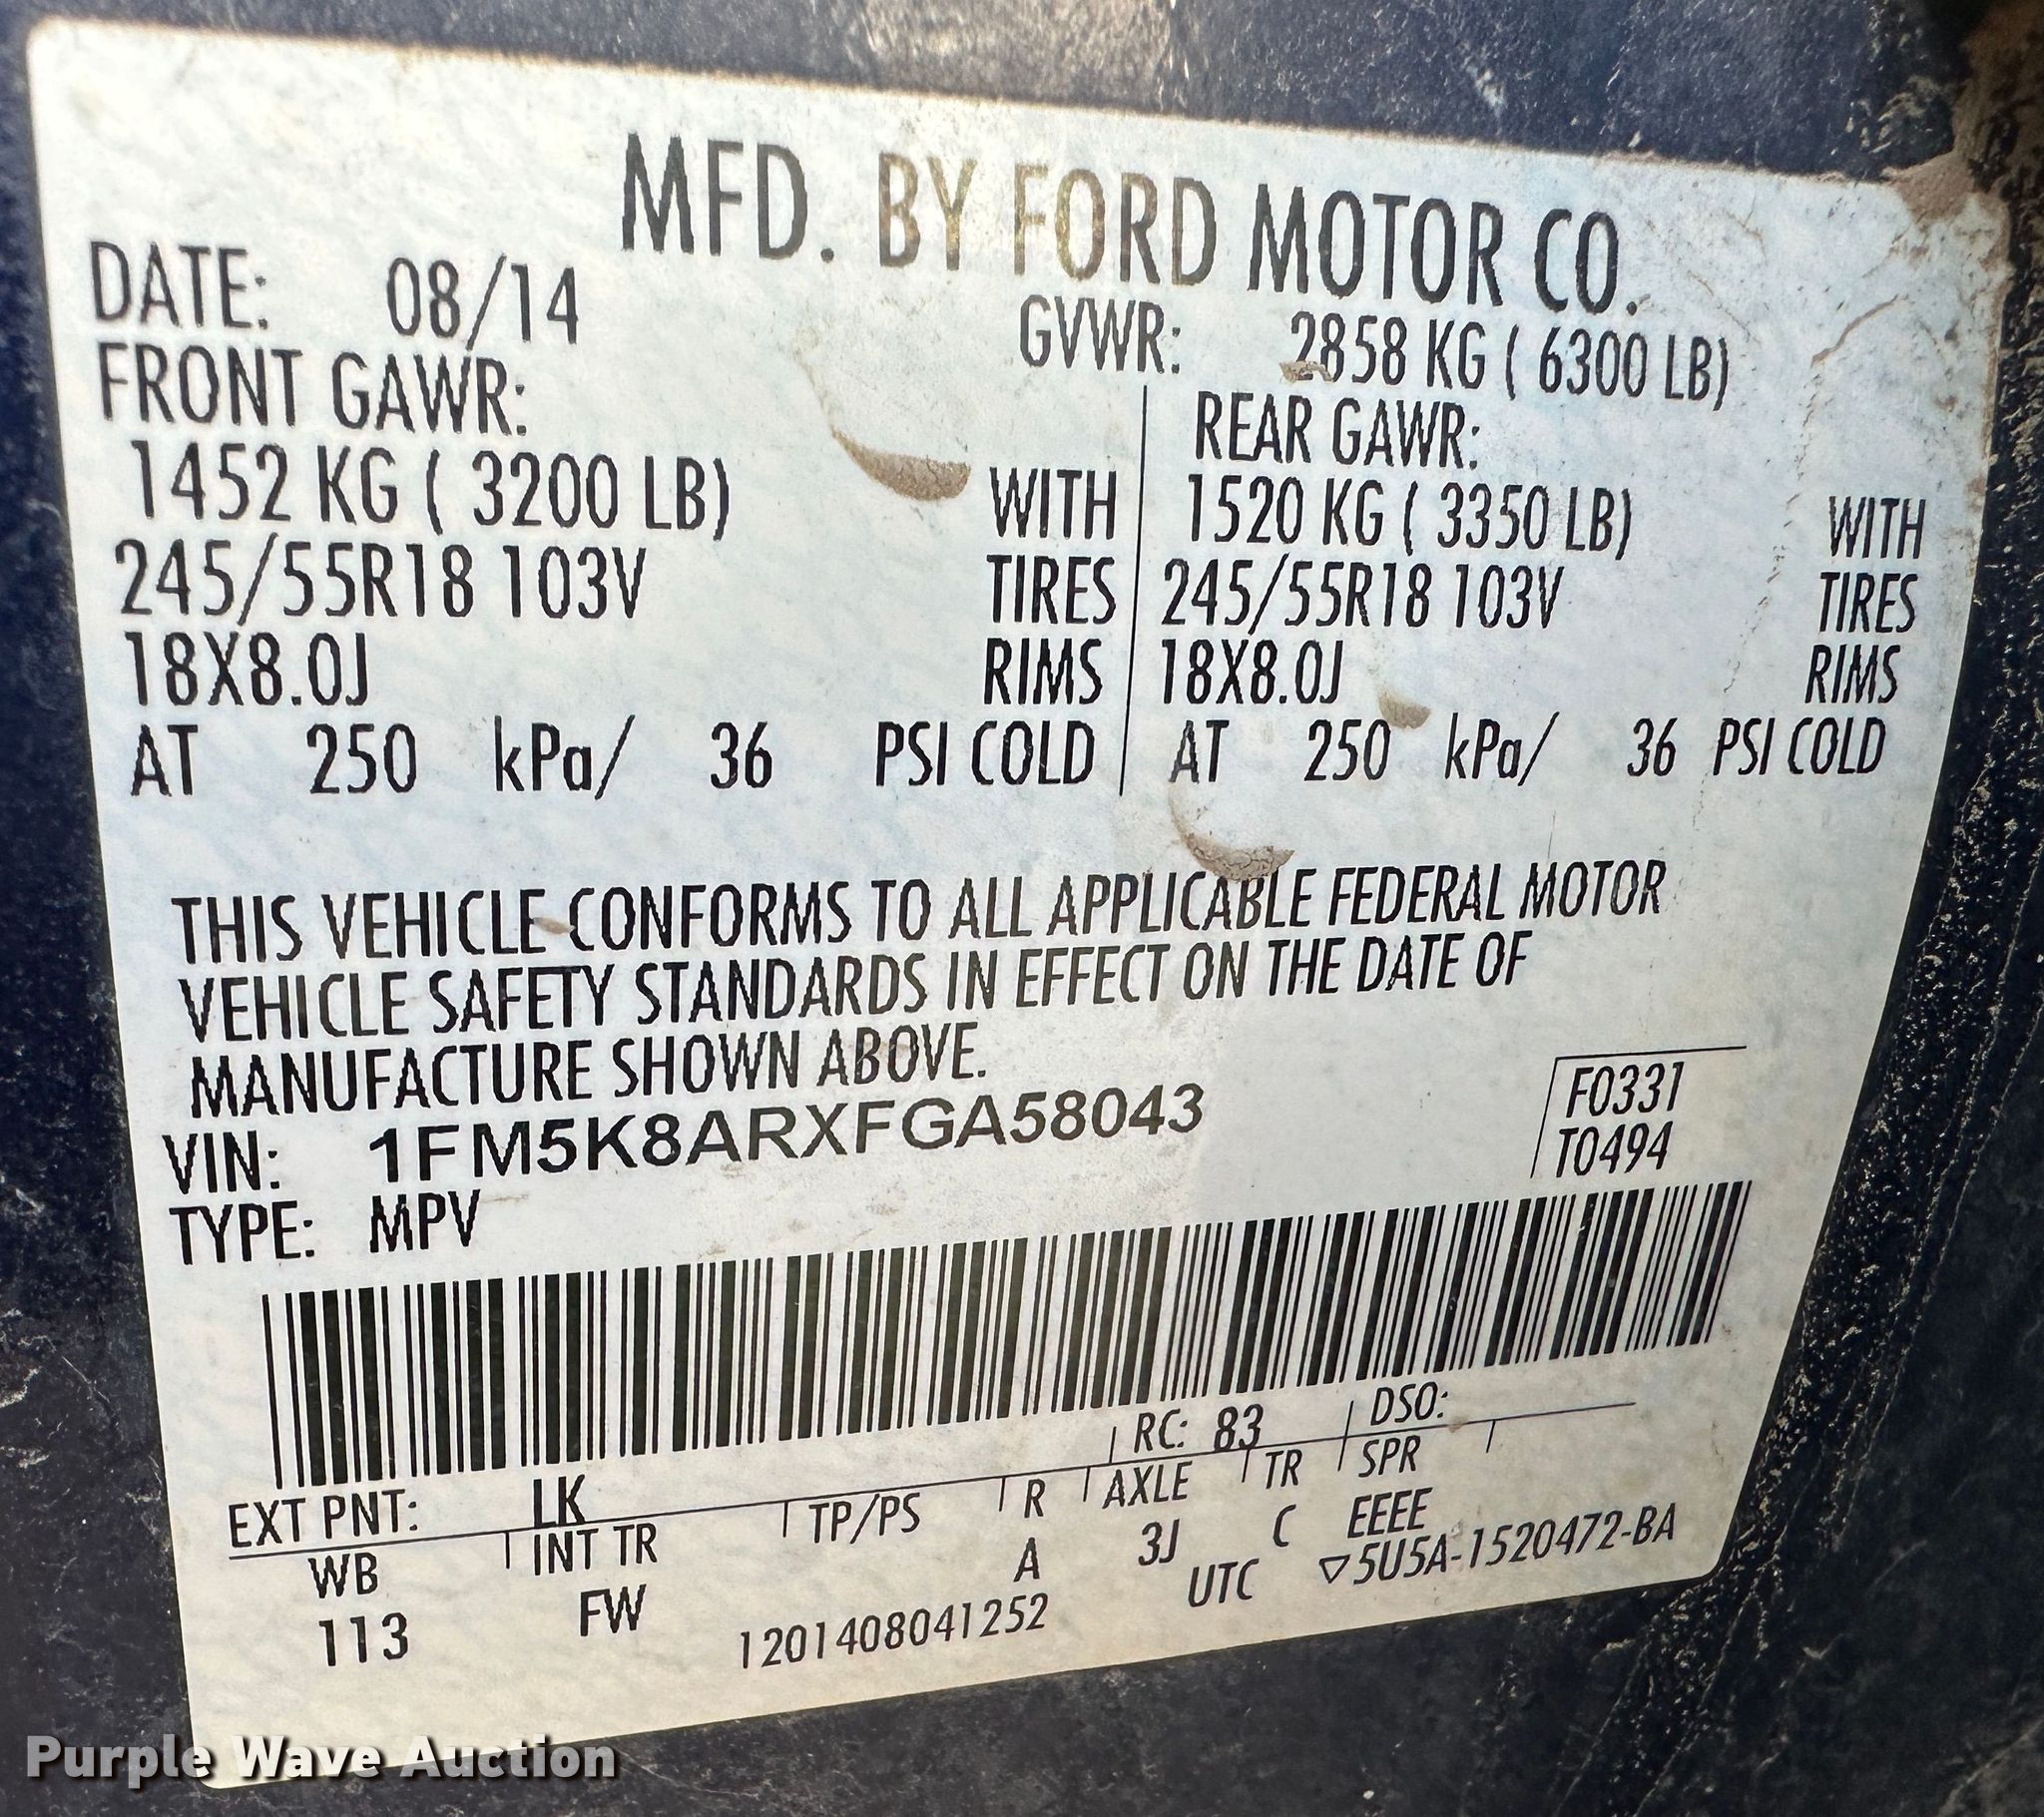 MFD. BY FORD MOTOR CO.
DATE: 08/14 GVWR: 2858 KG ( 6300 LB)
FRONT GAWR: REAR GAWR:
1452 KG ( 3200 LB) WITH 1520 KG ( 3350 LB) WITH
245/55R18 103V TIRES 245/55R18 103V TIRES
18X8.0J RIMS 18X8.0J RIMS
AT 250 kPa/ 36 PSI COLD AT 250 kPa/ 36 PSI COLD
THIS VEHICLE CONFORMS TO ALL APPLICABLE FEDERAL MOTOR
VEHICLE SAFETY STANDARDS IN EFFECT ON THE DATE OF
MANUFACTURE SHOWN ABOVE.
VIN: 1FM5K8ARXFGA58043 F0331
TYPE: MPV T0494
RC: 83 DSO:
EXT PNT: LK
WB INT TR TP/PS R AXLE TR SPR
113 FW A 3J C EEEE
1201408041252 UTC ▽5U5A-1520472-BA
Purple Wave Auction